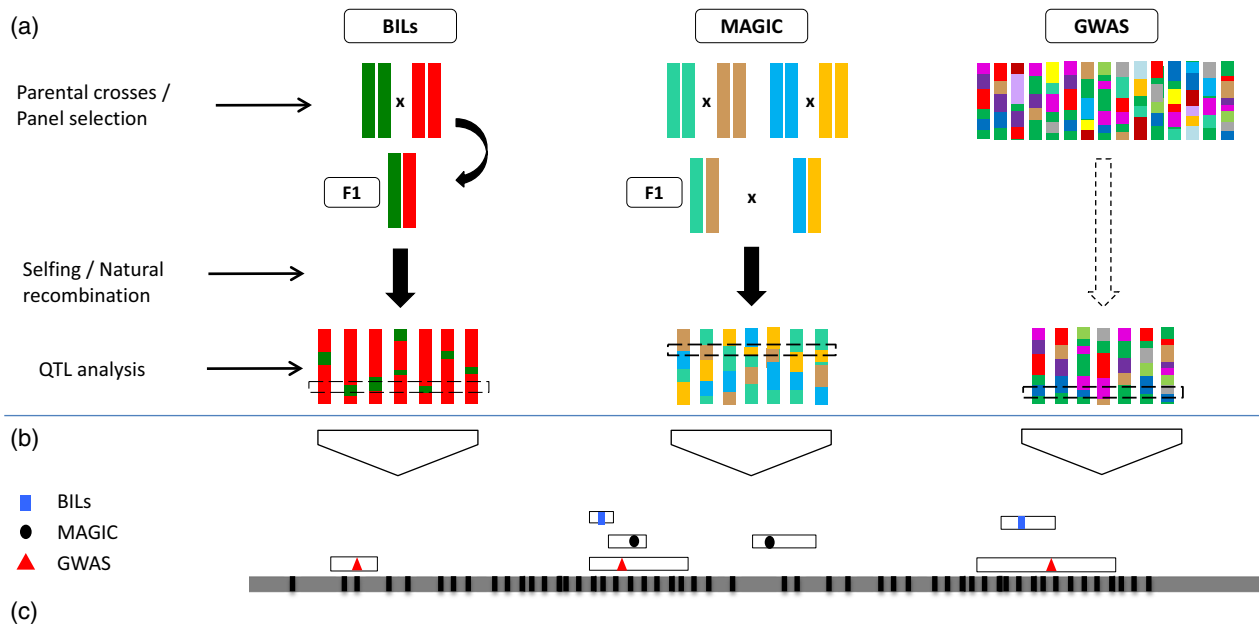 (a)
BILs
MAGIC
GWAS
Parental crosses /
Panel selection
x
x
x
F1
F1
x
Selfing / Natural
recombination
QTL analysis
(b)
BILs
MAGIC
GWAS
(c)